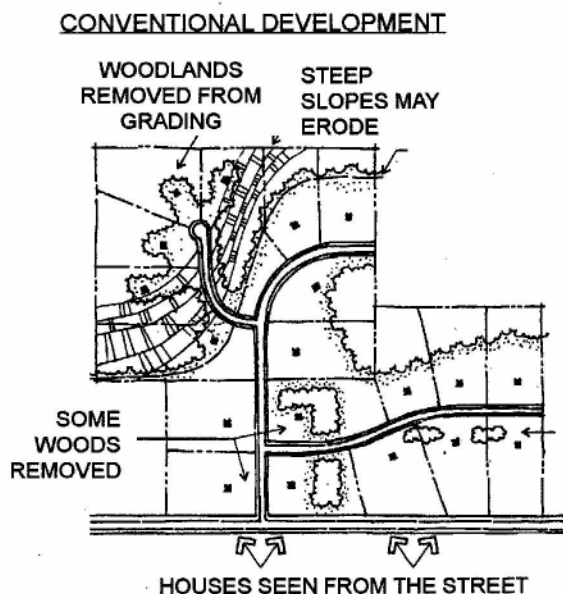 CONVENTIONAL DEVELOPMENT
WOODLANDS
REMOVED FROM
GRADING
STEEP
SLOPES MAY
ERODE
SOME
WOODS
REMOVED
HOUSES SEEN FROM THE STREET